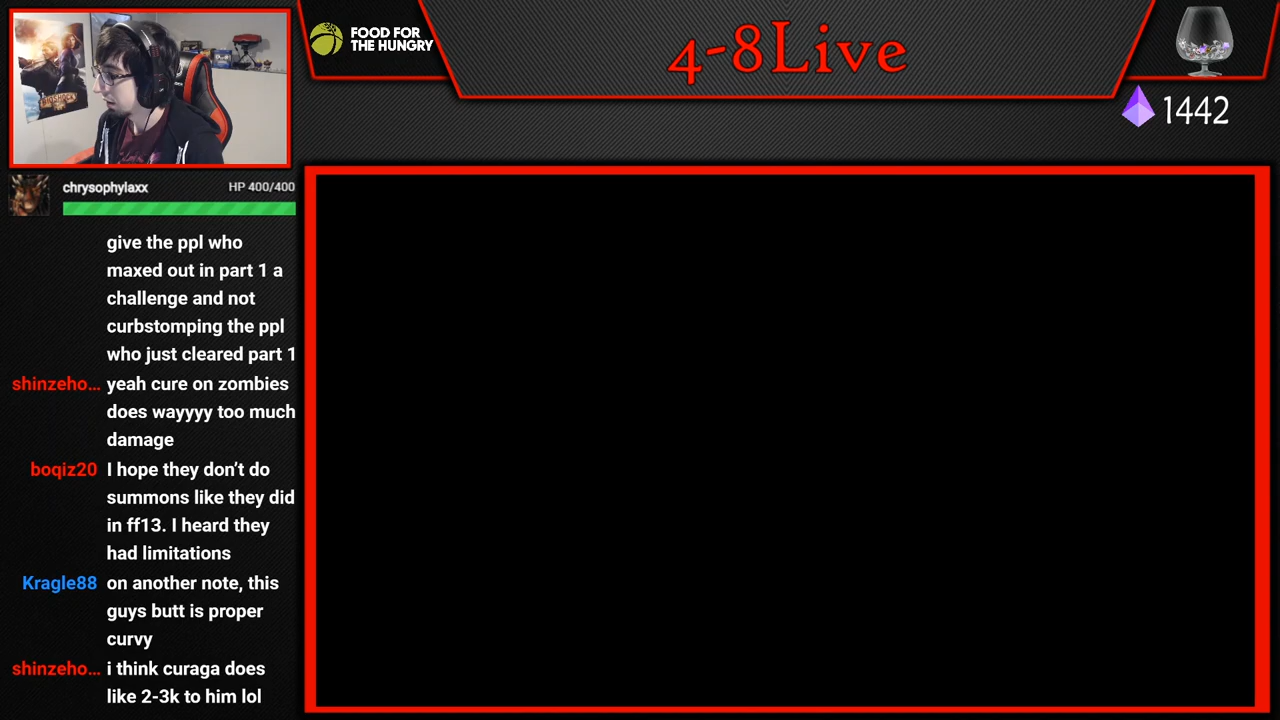 FOOD FOR
THE HUNGRY
4-8Live
1442
BIOSHOCK
chrysophylaxx HP 400/400
give the ppl who
maxed out in part 1 a
challenge and not
curbstomping the ppl
who just cleared part 1
shinzeho… yeah cure on zombies
does wayyyy too much
damage
boqiz20 I hope they don’t do
summons like they did
in ff13. I heard they
had limitations
Kragle88 on another note, this
guys butt is proper
curvy
shinzeho… i think curaga does
like 2-3k to him lol